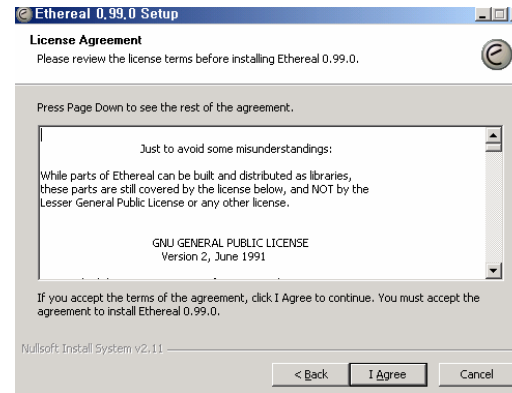 Ethereal 0,99,0 Setup
License Agreement
Please review the license terms before installing Ethereal 0.99.0.
Press Page Down to see the rest of the agreement.
Just to avoid some misunderstandings:
While parts of Ethereal can be built and distributed as libraries,
these parts are still covered by the license below, and NOT by the
Lesser General Public License or any other license.
GNU GENERAL PUBLIC LICENSE
Version 2, June 1991
If you accept the terms of the agreement, click I Agree to continue. You must accept the
agreement to install Ethereal 0.99.0.
Nullsoft Install System v2.11
< Back
I Agree
Cancel